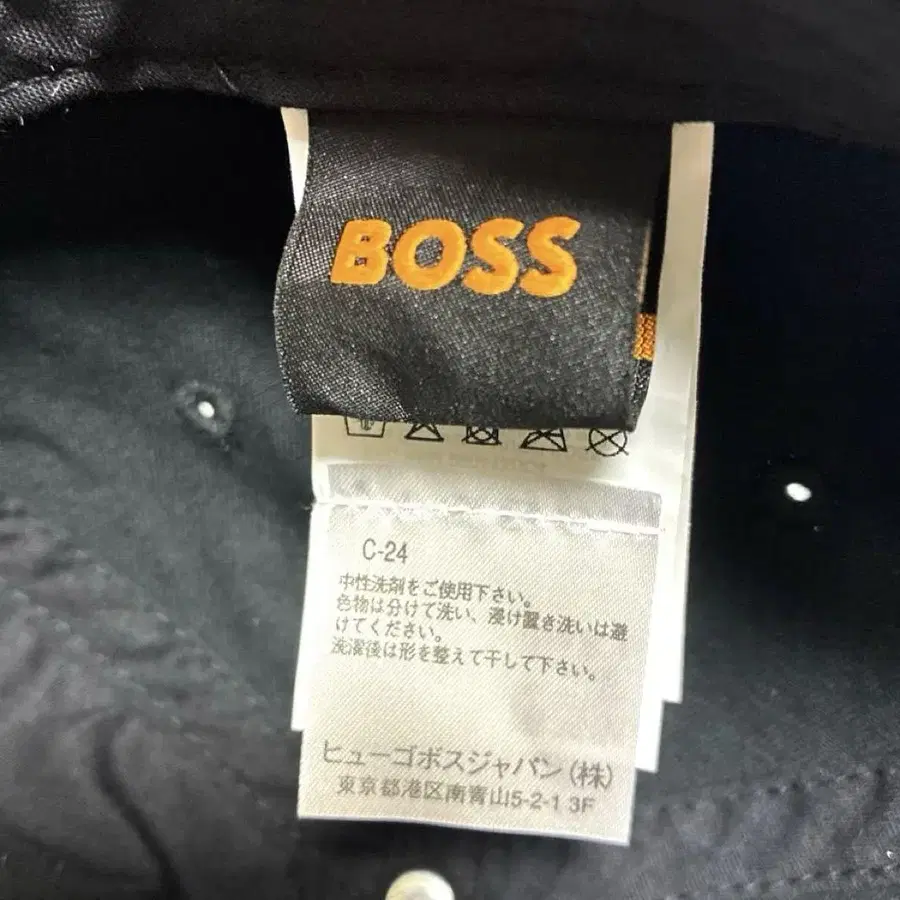 BOSS
C-24
中性洗剤をご使用下さい。
色物は分けて洗い、浸け置き洗いは避
けてください。
洗濯後は形を整えて干して下さい。
ヒューゴボスジャパン(株)
東京都港区南青山5-2-1 3F